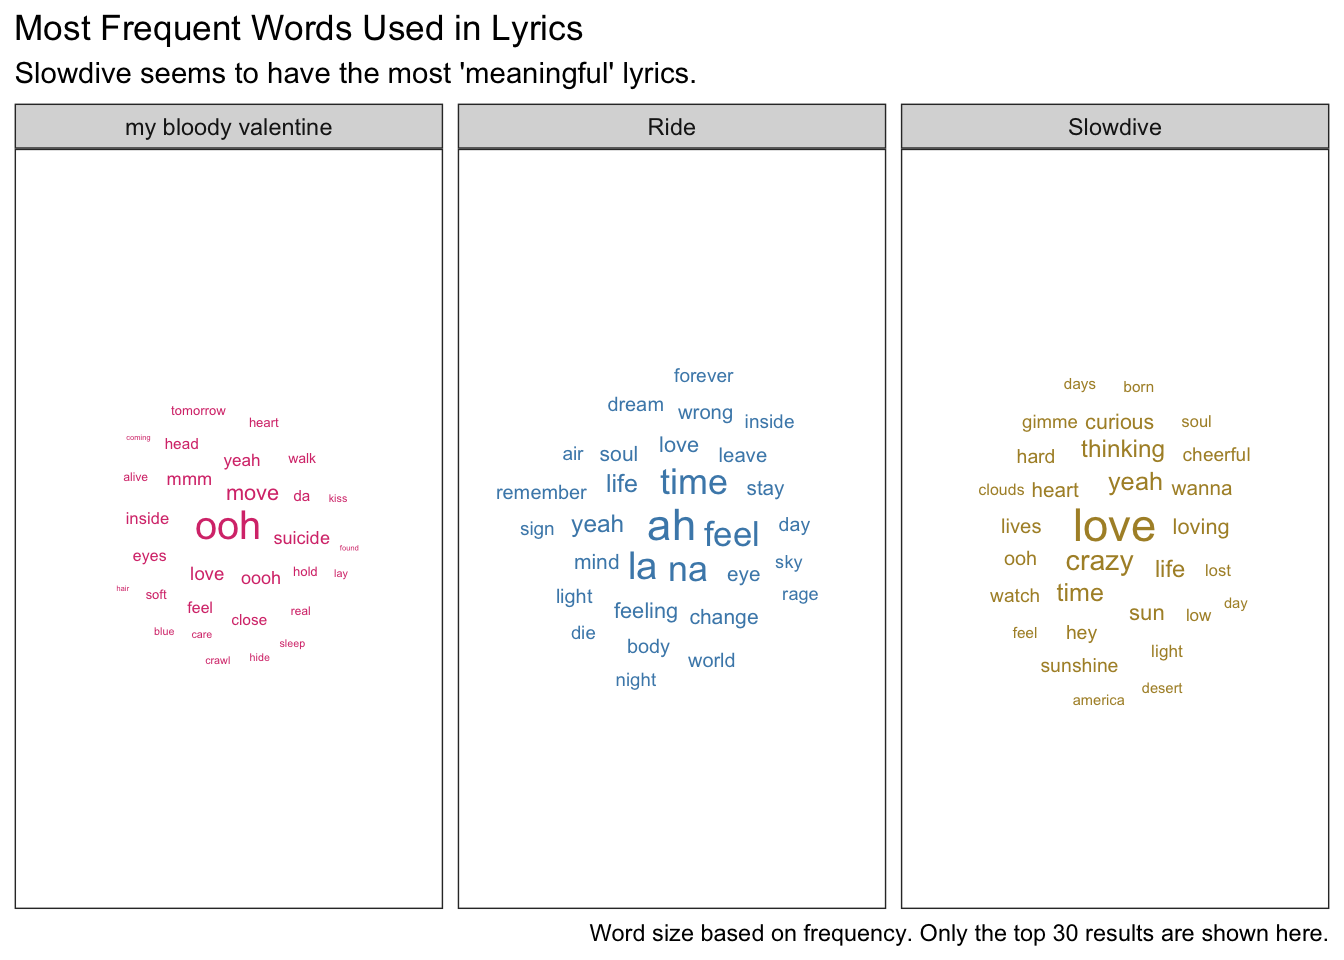 Most Frequent Words Used in Lyrics
Slowdive seems to have the most 'meaningful' lyrics.
my bloody valentine
tomorrow
heart
coming
head
yeah
walk
alive
mmm
move
da
kiss
inside
ooh
suicide
found
eyes
love
oooh
hold
lay
hair
soft
feel
close
real
blue
care
sleep
crawl
hide
Ride
forever
dream
wrong
inside
air
soul
love
leave
remember
life
time
stay
sign
yeah
ah
feel
day
mind
la
na
eye
sky
light
feeling
change
rage
die
body
world
night
Slowdive
days
born
gimme
curious
soul
hard
thinking
cheerful
clouds
heart
yeah
wanna
lives
love
loving
ooh
crazy
life
lost
watch
time
sun
low
day
feel
hey
sunshine
light
america
desert
Word size based on frequency. Only the top 30 results are shown here.